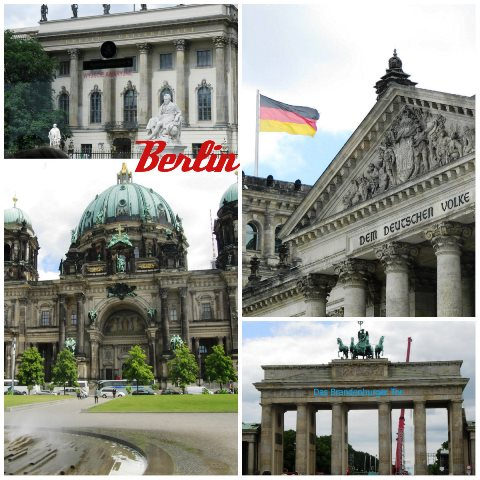 Berlin
DEM DEUTSCHEN VOLKE
Das Brandenburger Tor